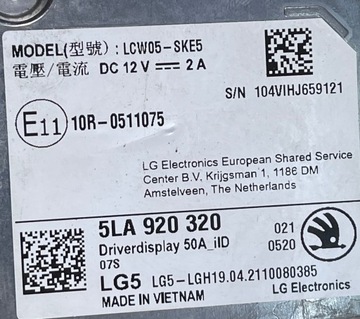 MODEL(型號): LCW05-SKE5
電壓/電流 DC 12V ⎓ 2A
S/N 104VIHJ659121
E11 10R-0511075
LG Electronics European Shared Service
Center B.V, Krijgsman 1, 1186 DM
Amstelveen, The Netherlands
5LA 920 320 021
Driverdisplay 50A_iID 0520
07S
LG5 LG5-LGH19.04.2110080385
MADE IN VIETNAM LG Electronics